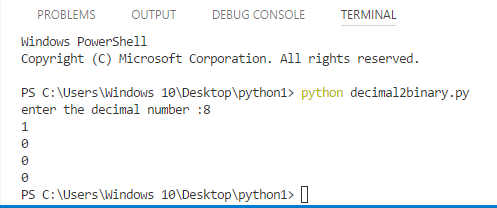 PROBLEMS OUTPUT DEBUG CONSOLE TERMINAL
Windows PowerShell
Copyright (C) Microsoft Corporation. All rights reserved.
PS C:\Users\Windows 10\Desktop\python1> python decimal2binary.py
enter the decimal number :8
1
0
0
0
PS C:\Users\Windows 10\Desktop\python1>